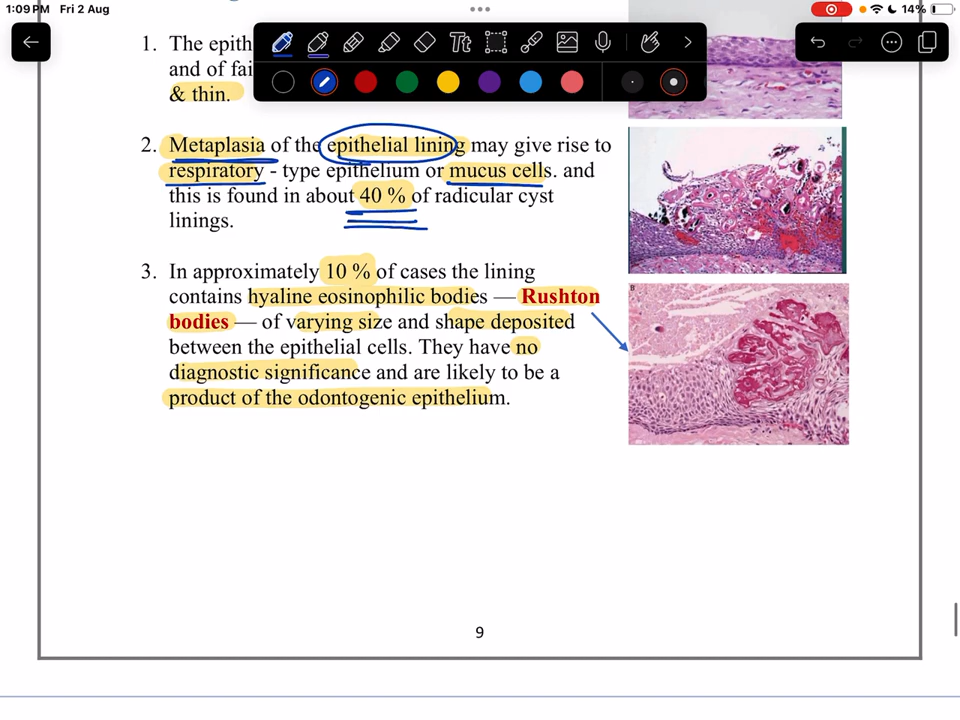 1:09 PM Fri 2 Aug
14%
1. The epith
and of fai
& thin.
Tt
2. Metaplasia of the epithelial lining may give rise to
respiratory - type epithelium or mucus cells. and
this is found in about 40 % of radicular cyst
linings.
3. In approximately 10 % of cases the lining
contains hyaline eosinophilic bodies — Rushton
bodies — of varying size and shape deposited
between the epithelial cells. They have no
diagnostic significance and are likely to be a
product of the odontogenic epithelium.
B
9